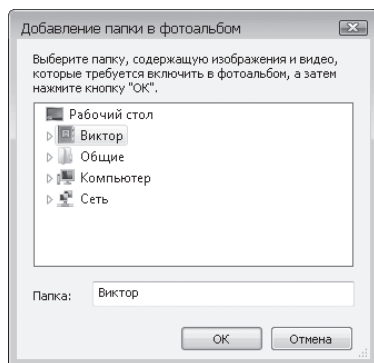 Добавление папки в фотоальбом
Выберите папку, содержащую изображения и видео,
которые требуется включить в фотоальбом, а затем
нажмите кнопку "ОК".
Рабочий стол
Виктор
Общие
Компьютер
Сеть
Папка: Виктор
ОК Отмена